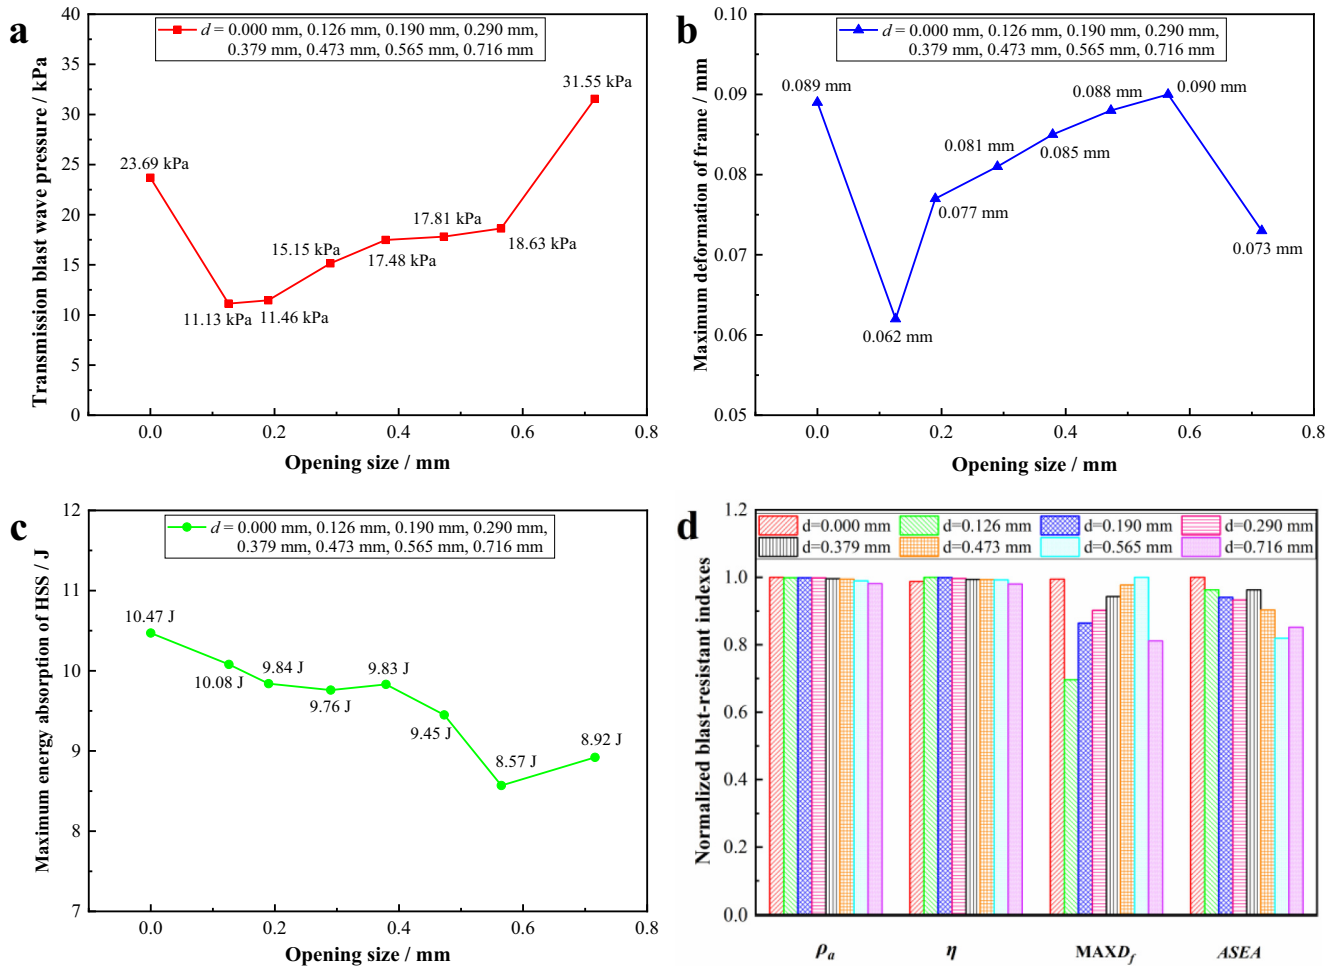 a
d = 0.000 mm, 0.126 mm, 0.190 mm, 0.290 mm,
0.379 mm, 0.473 mm, 0.565 mm, 0.716 mm
Transmission blast wave pressure / kPa
40
35
30
25
20
15
10
5
0
23.69 kPa
11.13 kPa
11.46 kPa
15.15 kPa
17.48 kPa
17.81 kPa
18.63 kPa
31.55 kPa
0.0
0.2
0.4
0.6
0.8
Opening size / mm
b
d = 0.000 mm, 0.126 mm, 0.190 mm, 0.290 mm,
0.379 mm, 0.473 mm, 0.565 mm, 0.716 mm
Maximum deformation of frame / mm
0.10
0.09
0.08
0.07
0.06
0.05
0.089 mm
0.062 mm
0.077 mm
0.081 mm
0.085 mm
0.088 mm
0.090 mm
0.073 mm
0.0
0.2
0.4
0.6
0.8
Opening size / mm
c
d = 0.000 mm, 0.126 mm, 0.190 mm, 0.290 mm,
0.379 mm, 0.473 mm, 0.565 mm, 0.716 mm
Maximum energy absorption of HSS / J
12
11
10
9
8
7
10.47 J
10.08 J
9.84 J
9.76 J
9.83 J
9.45 J
8.57 J
8.92 J
0.0
0.2
0.4
0.6
0.8
Opening size / mm
d
d=0.000 mm d=0.126 mm d=0.190 mm d=0.290 mm
d=0.379 mm d=0.473 mm d=0.565 mm d=0.716 mm
Normalized blast-resistant indexes
1.2
1.0
0.8
0.6
0.4
0.2
0.0
ρa
η
MAXDf
ASEA